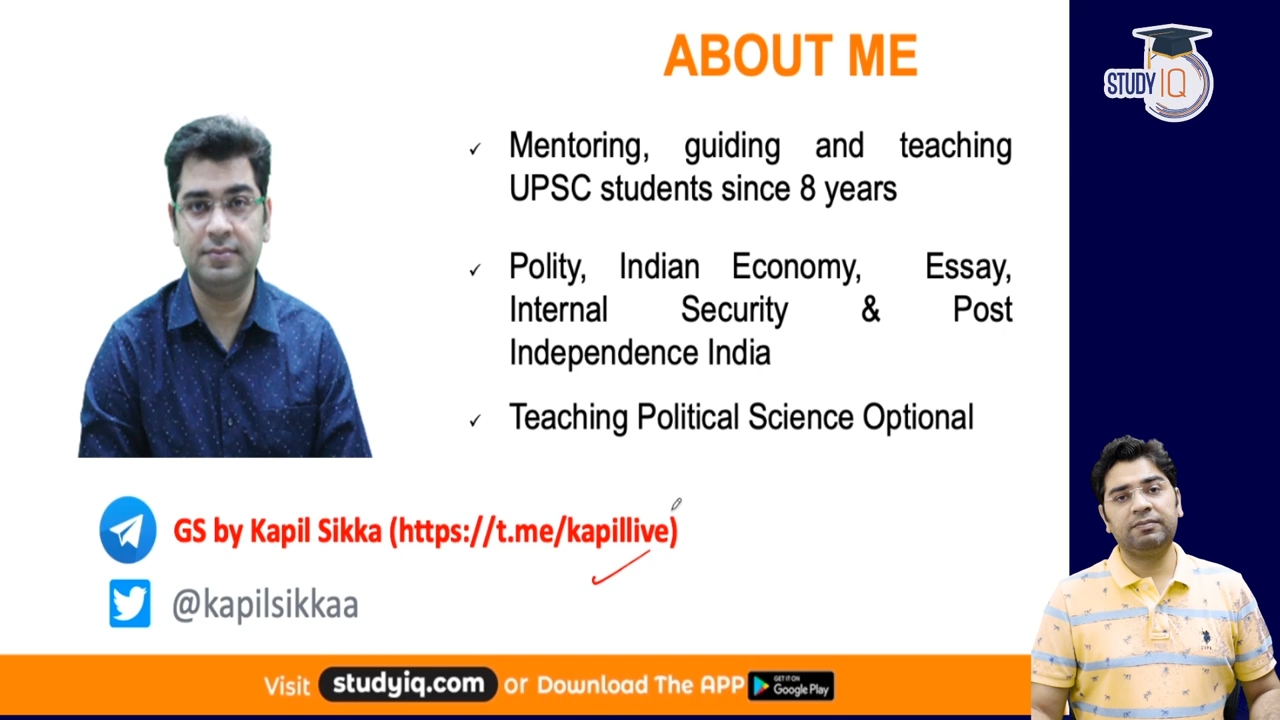 ABOUT ME
STUDY IQ
✓ Mentoring, guiding and teaching
UPSC students since 8 years
✓ Polity, Indian Economy, Essay,
Internal Security & Post
Independence India
✓ Teaching Political Science Optional
GS by Kapil Sikka (https://t.me/kapillive)
@kapilsikkaa
Visit studyiq.com or Download The APP GET IT ON Google Play